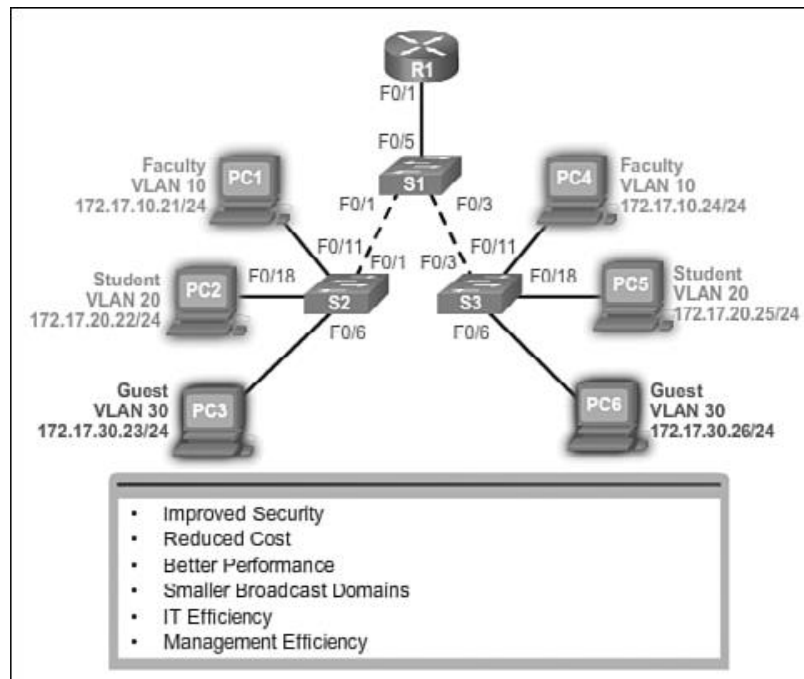 R1
F0/1
F0/5
S1
F0/1
F0/3
Faculty
VLAN 10
172.17.10.21/24
PC1
F0/11
Student
VLAN 20
172.17.20.22/24
PC2
F0/18
F0/1
S2
F0/6
Guest
VLAN 30
172.17.30.23/24
PC3
PC4
Faculty
VLAN 10
172.17.10.24/24
F0/11
F0/3
S3
F0/18
PC5
Student
VLAN 20
172.17.20.25/24
F0/6
PC6
Guest
VLAN 30
172.17.30.26/24
• Improved Security
• Reduced Cost
• Better Performance
• Smaller Broadcast Domains
• IT Efficiency
• Management Efficiency